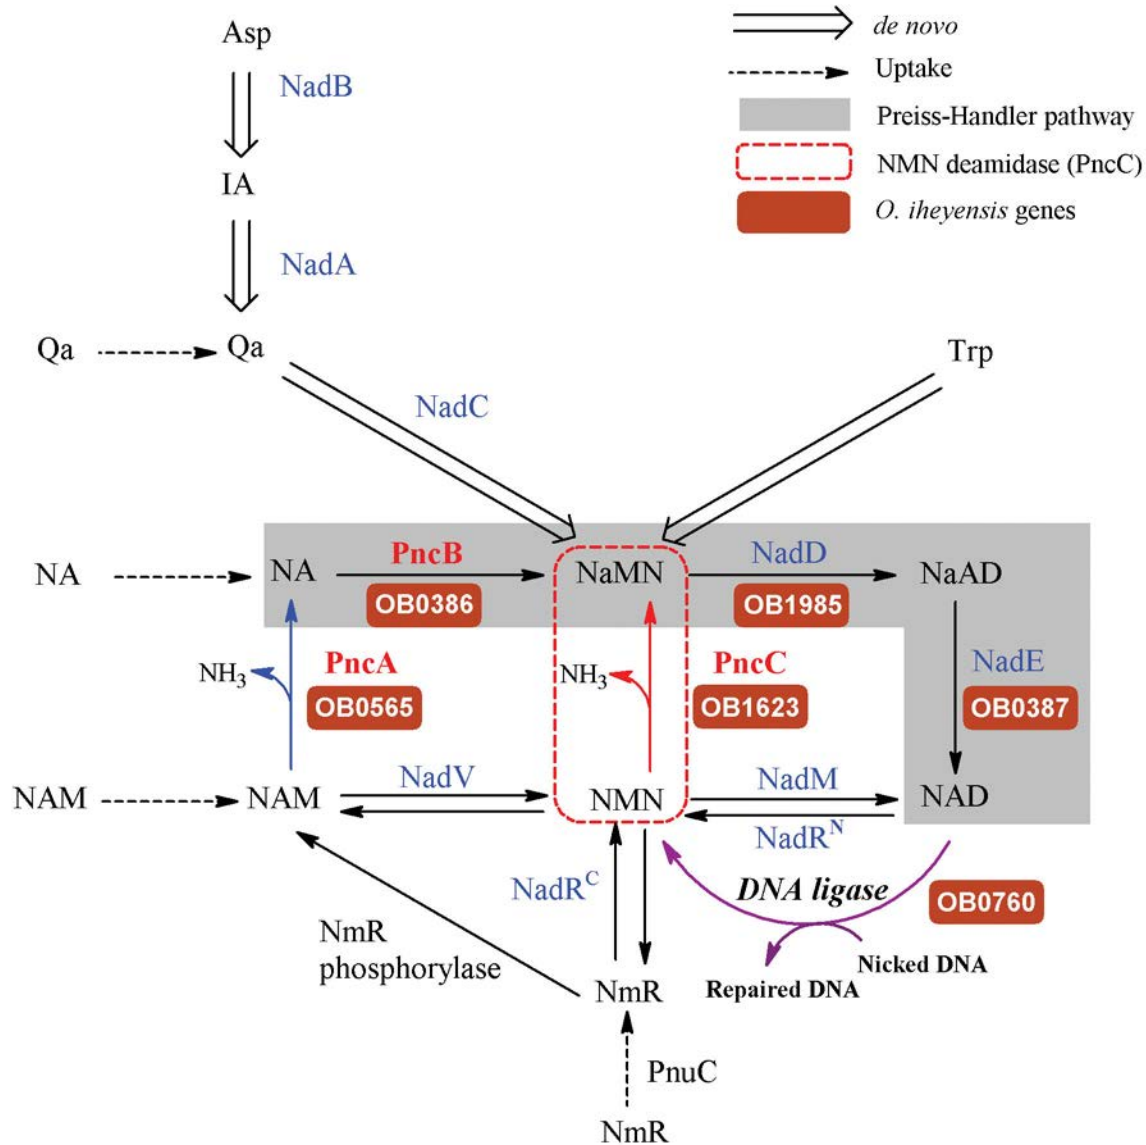 Asp
de novo
NadB
Uptake
Preiss-Handler pathway
IA
NMN deamidase (PncC)
O. iheyensis genes
NadA
Qa
Qa
Trp
NadC
NA
NA
PncB
OB0386
NaMN
NadD
OB1985
NaAD
NH3
PncA
OB0565
NH3
PncC
OB1623
NadE
OB0387
NAM
NAM
NadV
NMN
NadM
NadR^N
NAD
NadR^C
DNA ligase
OB0760
NmR
phosphorylase
Nicked DNA
Repaired DNA
NmR
PnuC
NmR